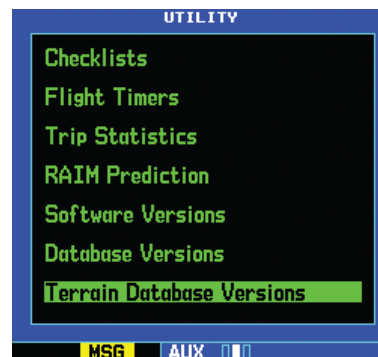 UTILITY
Checklists
Flight Timers
Trip Statistics
RAIM Prediction
Software Versions
Database Versions
Terrain Database Versions
MSG AUX